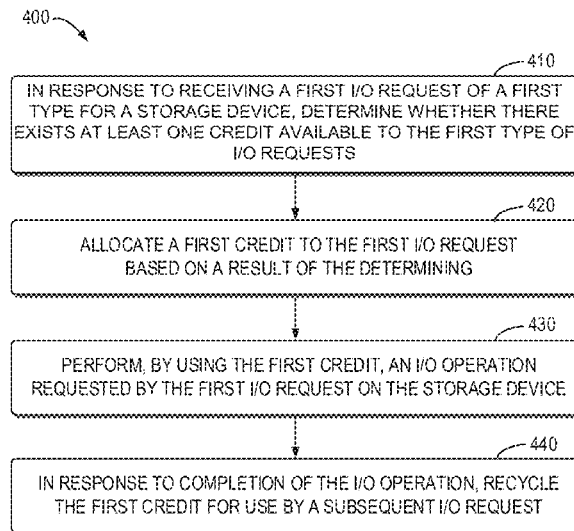 400
410
IN RESPONSE TO RECEIVING A FIRST I/O REQUEST OF A FIRST
TYPE FOR A STORAGE DEVICE, DETERMINE WHETHER THERE
EXISTS AT LEAST ONE CREDIT AVAILABLE TO THE FIRST TYPE OF
I/O REQUESTS
420
ALLOCATE A FIRST CREDIT TO THE FIRST I/O REQUEST
BASED ON A RESULT OF THE DETERMINING
430
PERFORM, BY USING THE FIRST CREDIT, AN I/O OPERATION
REQUESTED BY THE FIRST I/O REQUEST ON THE STORAGE DEVICE
440
IN RESPONSE TO COMPLETION OF THE I/O OPERATION, RECYCLE
THE FIRST CREDIT FOR USE BY A SUBSEQUENT I/O REQUEST